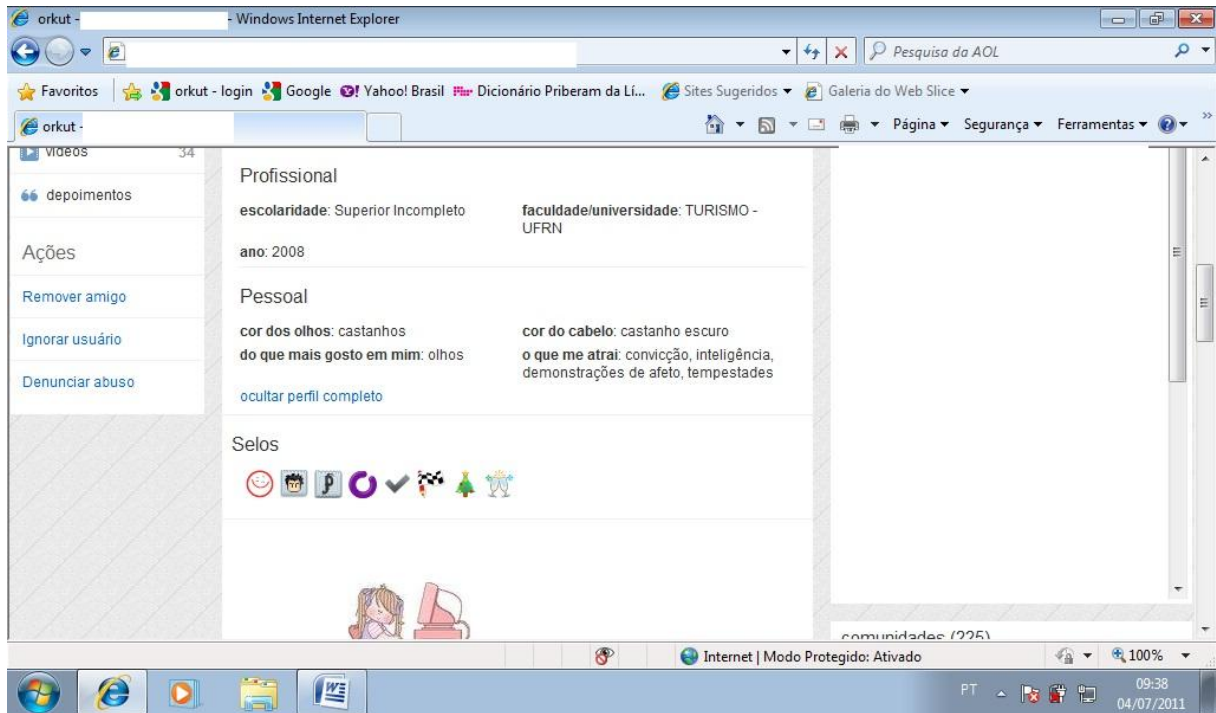 orkut - - Windows Internet Explorer
Pesquisa da AOL
Favoritos orkut - login Google Yahoo! Brasil Dicionário Priberam da Lí... Sites Sugeridos Galeria do Web Slice
orkut - Página Segurança Ferramentas
vídeos 34
depoimentos
Ações
Remover amigo
Ignorar usuário
Denunciar abuso
Profissional
escolaridade: Superior Incompleto
faculdade/universidade: TURISMO -
UFRN
ano: 2008
Pessoal
cor dos olhos: castanhos
cor do cabelo: castanho escuro
do que mais gosto em mim: olhos
o que me atrai: convicção, inteligência,
demonstrações de afeto, tempestades
ocultar perfil completo
Selos
comunidades (225)
Internet | Modo Protegido: Ativado 100%
PT 09:38
04/07/2011